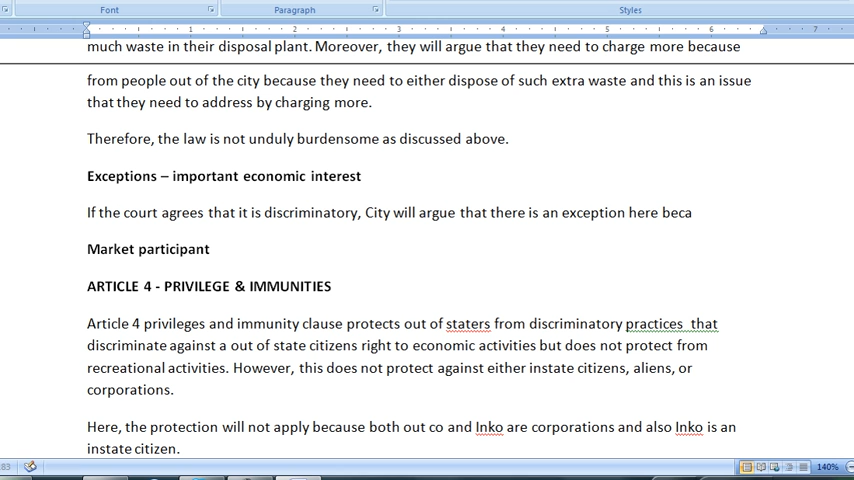 Font
Paragraph
Styles
1 2 3 4 5 6 7
much waste in their disposal plant. Moreover, they will argue that they need to charge more because
from people out of the city because they need to either dispose of such extra waste and this is an issue
that they need to address by charging more.
Therefore, the law is not unduly burdensome as discussed above.
Exceptions – important economic interest
If the court agrees that it is discriminatory, City will argue that there is an exception here beca
Market participant
ARTICLE 4 - PRIVILEGE & IMMUNITIES
Article 4 privileges and immunity clause protects out of staters from discriminatory practices  that
discriminate against a out of state citizens right to economic activities but does not protect from
recreational activities. However, this does not protect against either instate citizens, aliens, or
corporations.
Here, the protection will not apply because both out co and Inko are corporations and also Inko is an
instate citizen.
83
140%